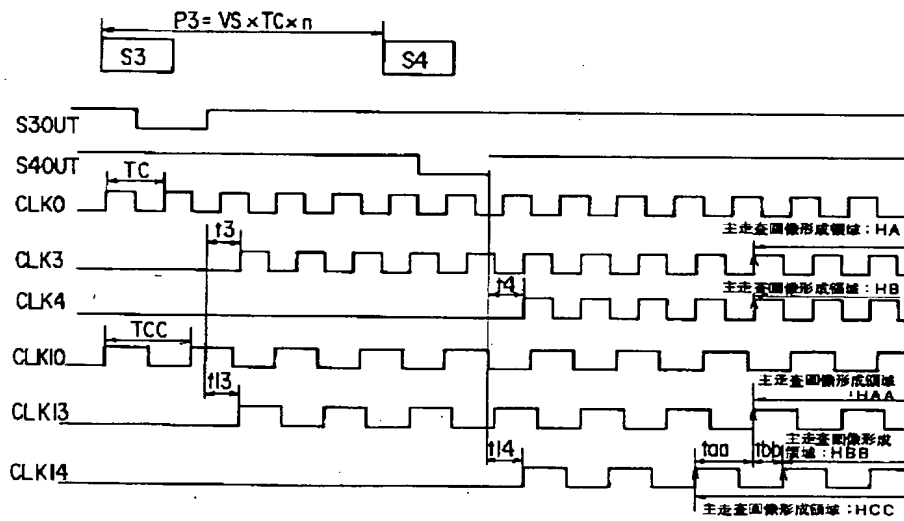 P3=VS×TC×n
S3
S4
S3OUT
S4OUT
TC
CLK0
主走査画像形成領域:HA
t3
CLK3
主走査画像形成領域:HB
t4
CLK4
TCC
CLK10
主走査画像形成領域
:HAA
t13
CLK13
主走査画像形成
領域:HBB
taa
tbb
t14
CLK14
主走査画像形成領域:HCC